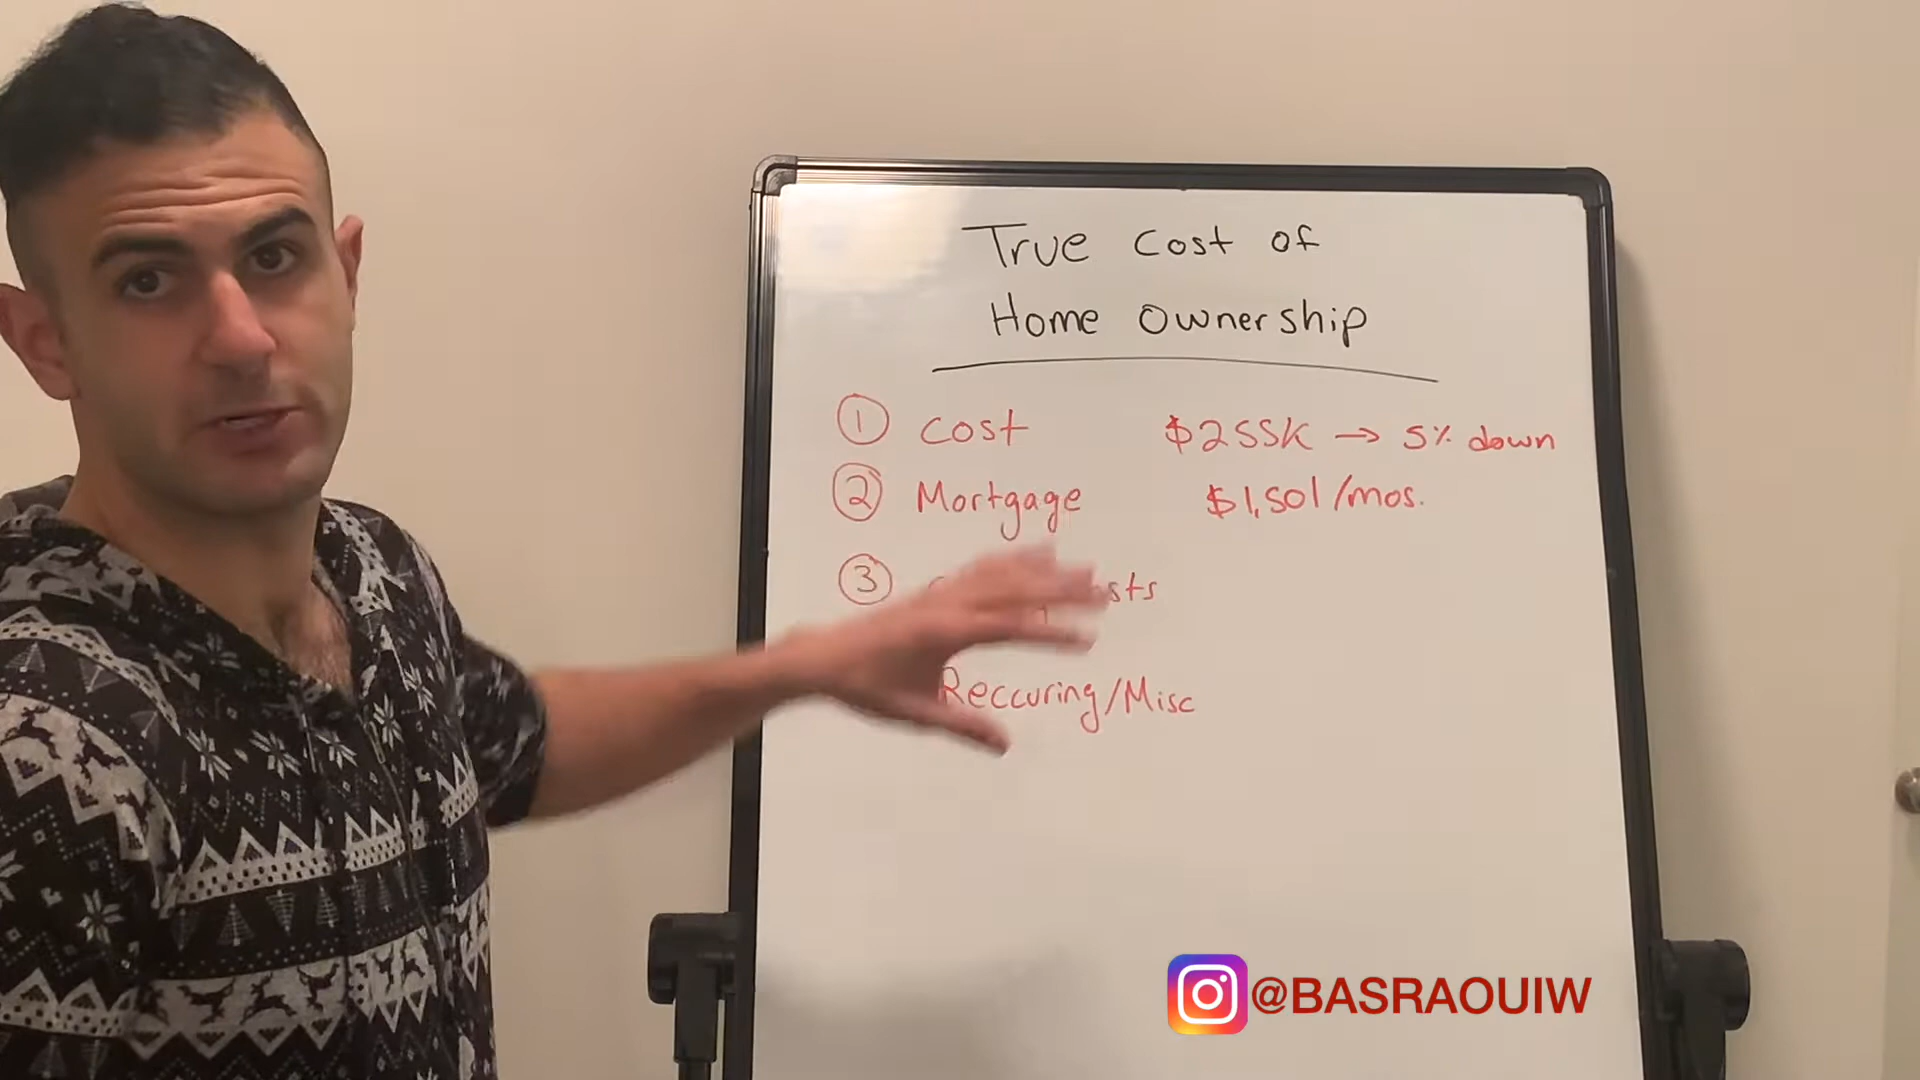 True Cost of
Home Ownership
1 Cost $255K → 5% down
2 Mortgage $1,501/mos.
3
Reccuring/Misc
@BASRAOUIW